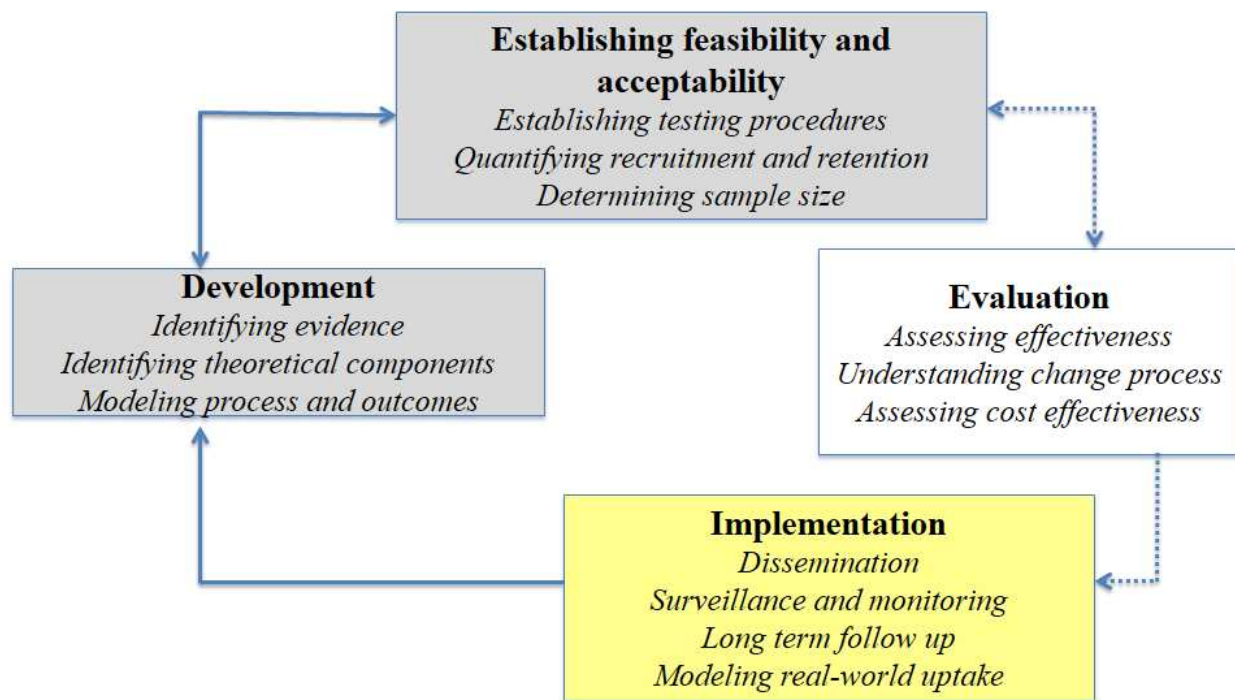 Establishing feasibility and
acceptability
Establishing testing procedures
Quantifying recruitment and retention
Determining sample size
Development
Identifying evidence
Identifying theoretical components
Modeling process and outcomes
Evaluation
Assessing effectiveness
Understanding change process
Assessing cost effectiveness
Implementation
Dissemination
Surveillance and monitoring
Long term follow up
Modeling real-world uptake